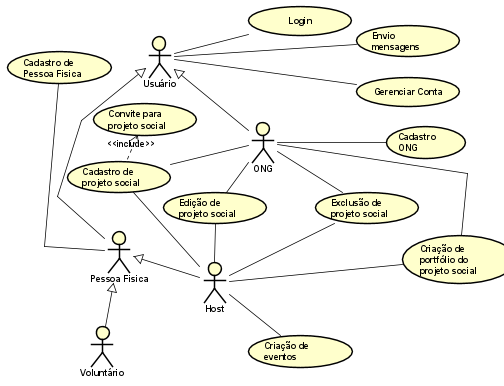 Login
Envio
mensagens
Cadastro de
Pessoa Fisica
Usuário
Gerenciar Conta
Convite para
projeto social
<<include>>
Cadastro
ONG
ONG
Cadastro de
projeto social
Edição de
projeto social
Exclusão de
projeto social
Criação de
portfólio do
projeto social
Pessoa Fisica
Host
Criação de
eventos
Voluntário